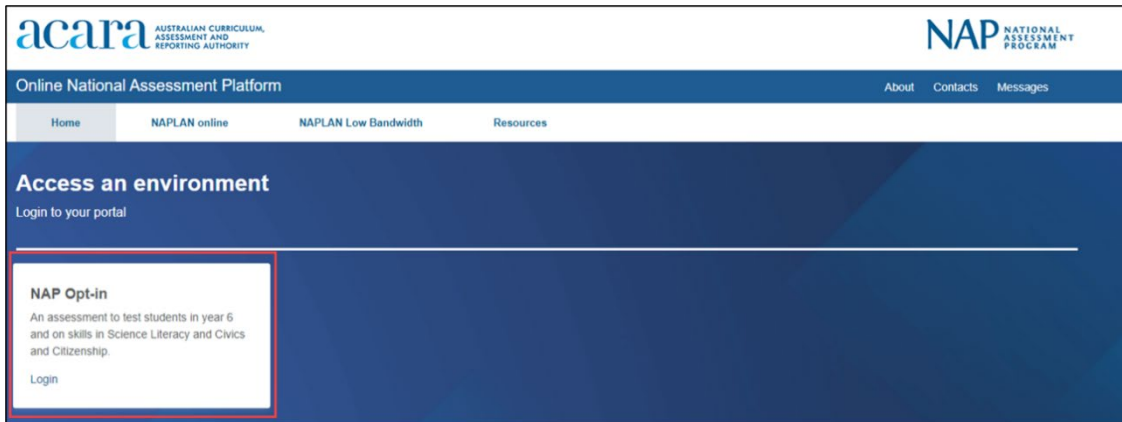 acara AUSTRALIAN CURRICULUM,
ASSESSMENT AND
REPORTING AUTHORITY
NAP NATIONAL
ASSESSMENT
PROGRAM
Online National Assessment Platform
About Contacts Messages
Home NAPLAN online NAPLAN Low Bandwidth Resources
Access an environment
Login to your portal
NAP Opt-in
An assessment to test students in year 6
and on skills in Science Literacy and Civics
and Citizenship.
Login